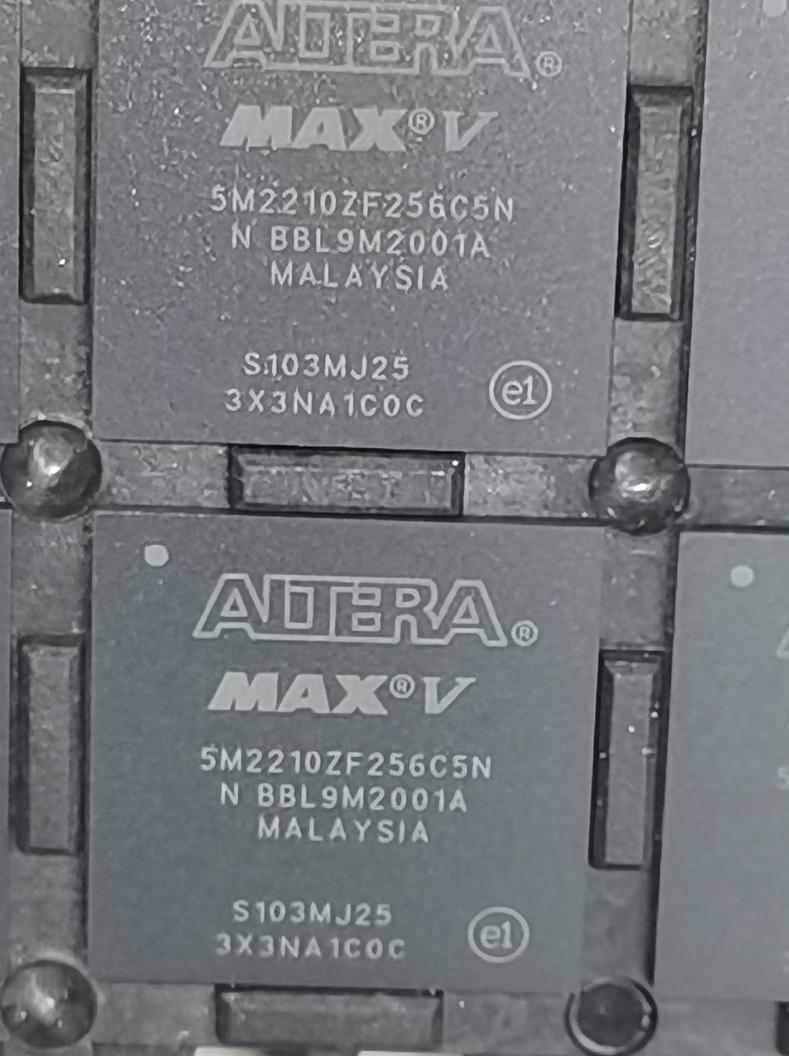 ALTERA®
MAX®V
5M2210ZF256C5N
N BBL9M2001A
MALAYSIA
S103MJ25
3X3NA1C0C
e1
ALTERA®
MAX®V
5M2210ZF256C5N
N BBL9M2001A
MALAYSIA
S103MJ25
3X3NA1C0C
e1